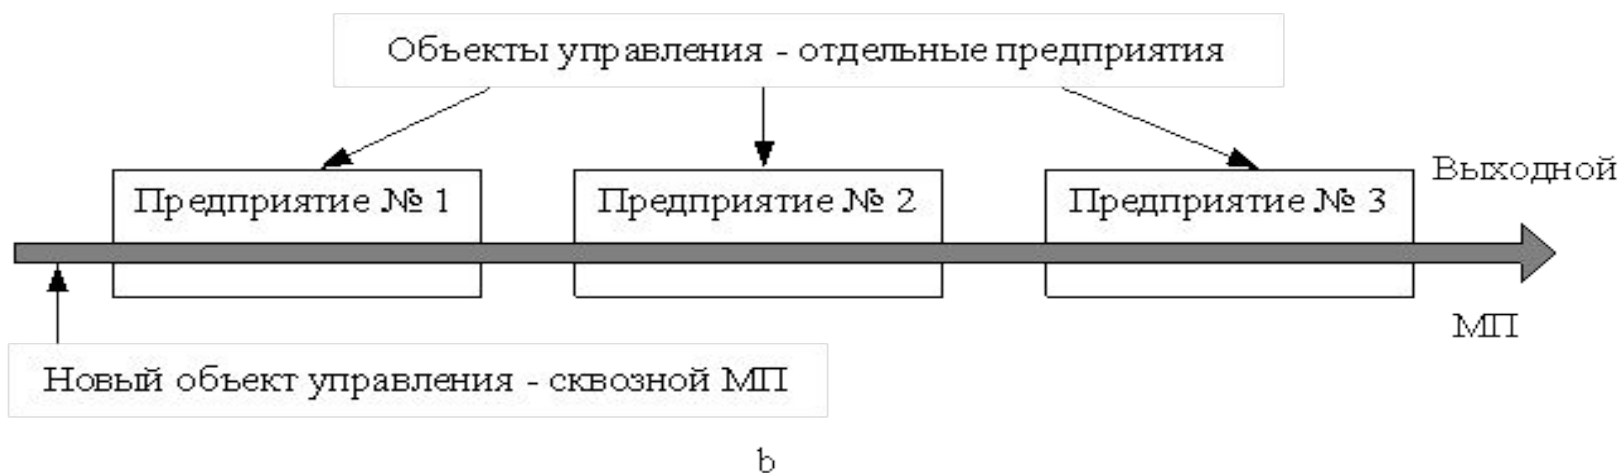 Объекты управления - отдельные предприятия
Предприятие № 1
Предприятие № 2
Предприятие № 3
Выходной
МП
Новый объект управления - сквозной МП
b